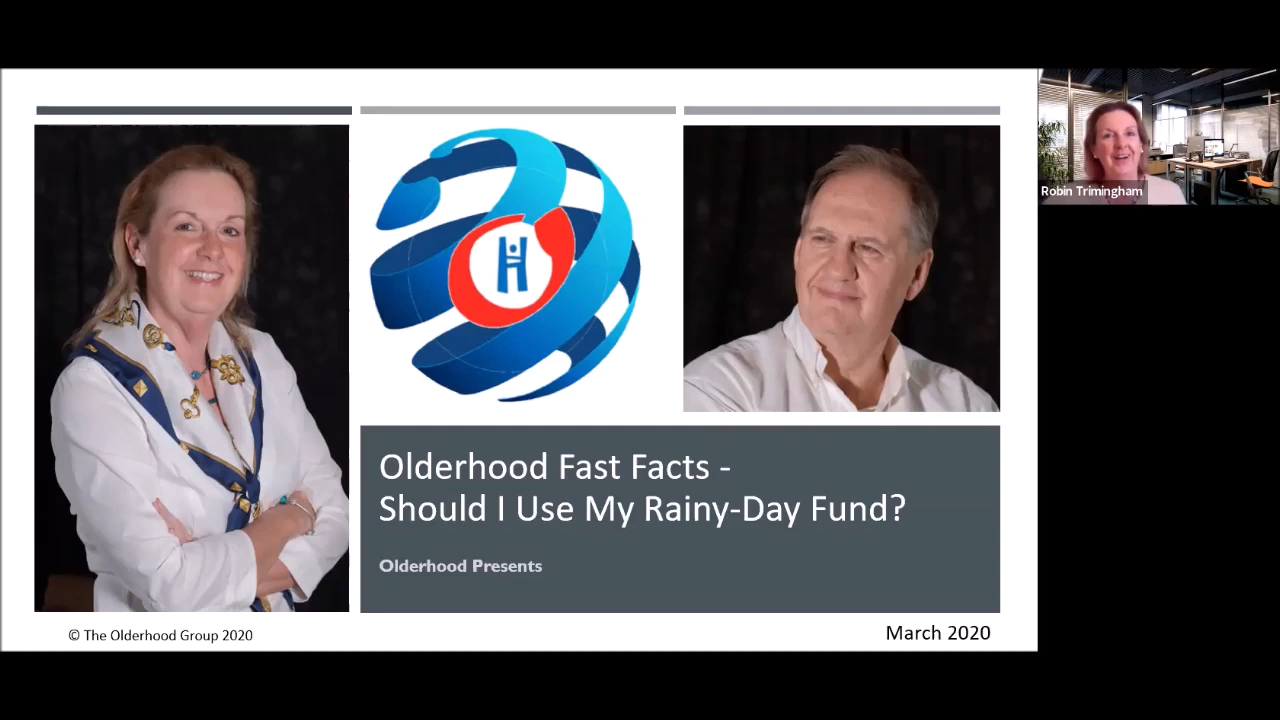 Robin Trimingham
Olderhood Fast Facts -
Should I Use My Rainy-Day Fund?
Olderhood Presents
© The Olderhood Group 2020
March 2020